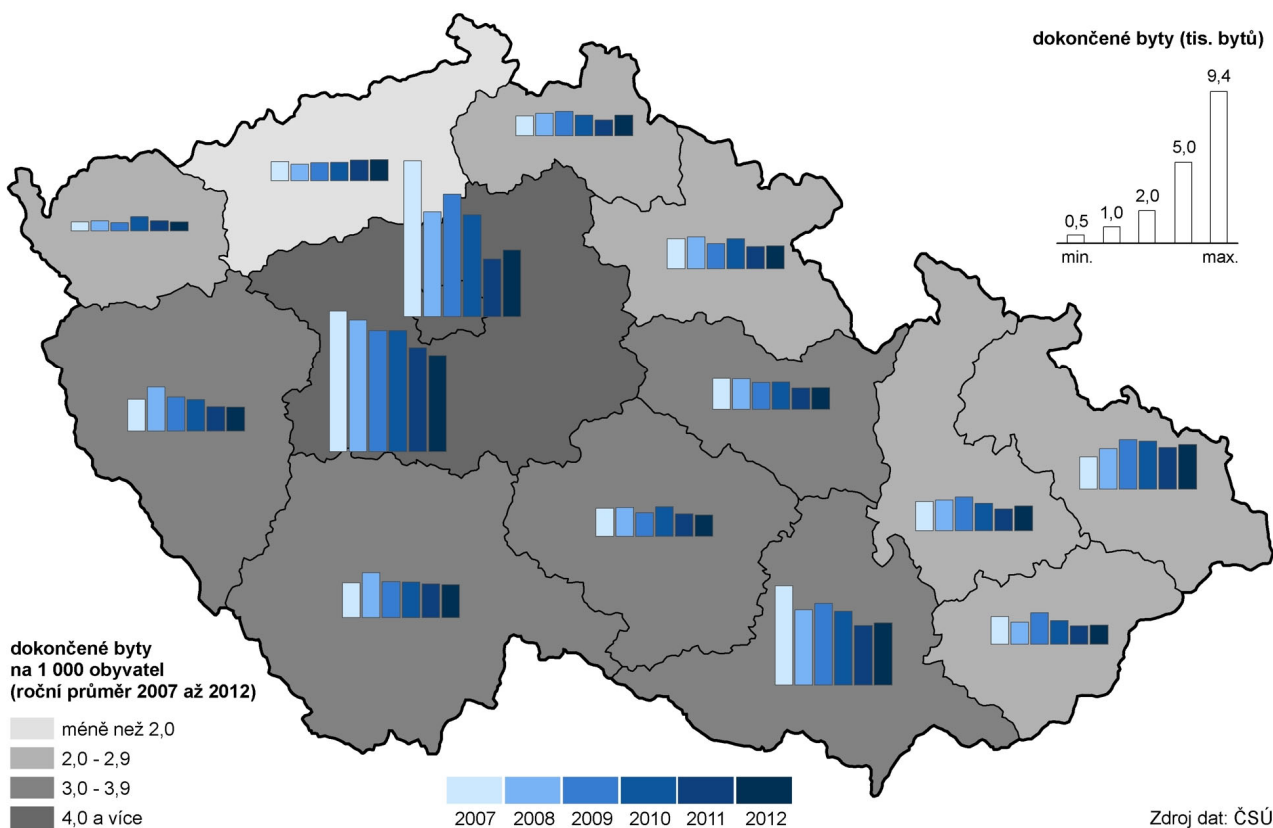 dokončené byty (tis. bytů)
9,4
5,0
2,0
1,0
0,5
min.
max.
dokončené byty
na 1 000 obyvatel
(roční průměr 2007 až 2012)
méně než 2,0
2,0 - 2,9
3,0 - 3,9
4,0 a více
2007 2008 2009 2010 2011 2012
Zdroj dat: ČSÚ